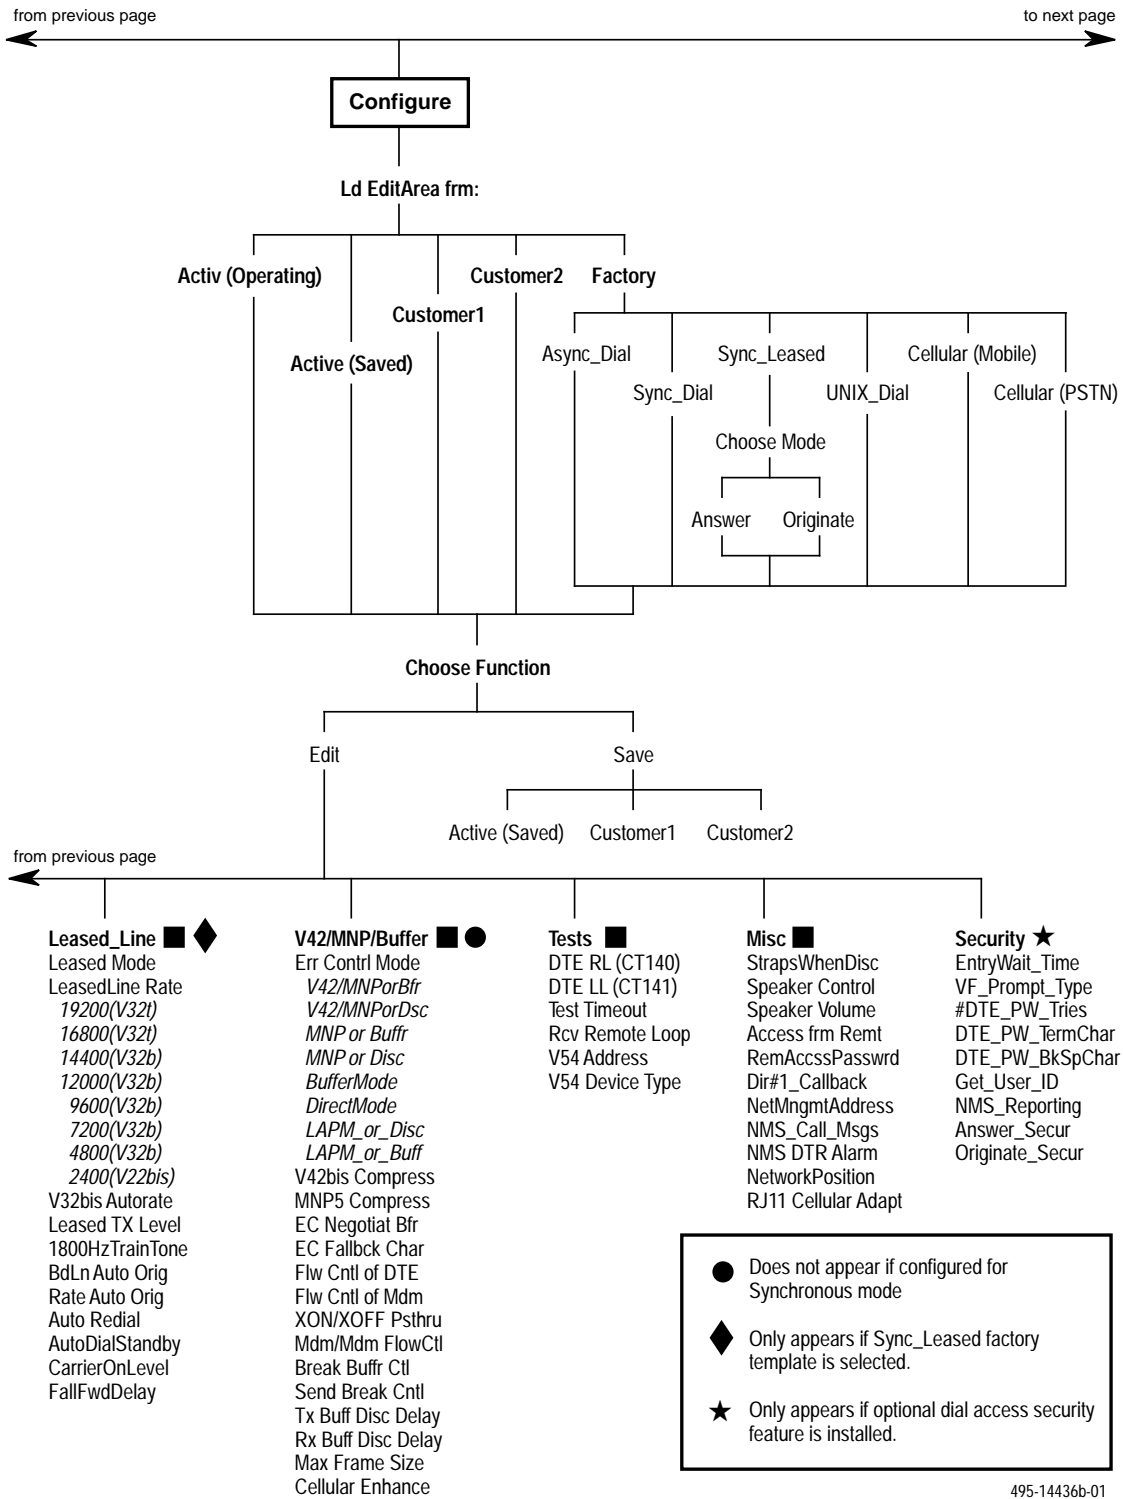 from previous page
to next page
Configure
Ld EditArea frm:
Activ (Operating)
Customer2
Factory
Customer1
Active (Saved)
Async_Dial
Sync_Leased
Cellular (Mobile)
Sync_Dial
UNIX_Dial
Cellular (PSTN)
Choose Mode
Answer
Originate
Choose Function
Edit
Save
Active (Saved)
Customer1
Customer2
from previous page
Leased_Line
Leased Mode
LeasedLine Rate
19200(V32t)
16800(V32t)
14400(V32b)
12000(V32b)
9600(V32b)
7200(V32b)
4800(V32b)
2400(V22bis)
V32bis Autorate
Leased TX Level
1800HzTrainTone
BdLn Auto Orig
Rate Auto Orig
Auto Redial
AutoDialStandby
CarrierOnLevel
FallFwdDelay
V42/MNP/Buffer
Err Contrl Mode
V42/MNPorBfr
V42/MNPorDsc
MNP or Buffr
MNP or Disc
BufferMode
DirectMode
LAPM_or_Disc
LAPM_or_Buff
V42bis Compress
MNP5 Compress
EC Negotiat Bfr
EC Fallbck Char
Flw Cntl of DTE
Flw Cntl of Mdm
XON/XOFF Psthru
Mdm/Mdm FlowCtl
Break Buffr Ctl
Send Break Cntl
Tx Buff Disc Delay
Rx Buff Disc Delay
Max Frame Size
Cellular Enhance
Tests
DTE RL (CT140)
DTE LL (CT141)
Test Timeout
Rcv Remote Loop
V54 Address
V54 Device Type
Misc
StrapsWhenDisc
Speaker Control
Speaker Volume
Access frm Remt
RemAccssPasswrd
Dir#1_Callback
NetMngmtAddress
NMS_Call_Msgs
NMS DTR Alarm
NetworkPosition
RJ11 Cellular Adapt
Security
EntryWait_Time
VF_Prompt_Type
#DTE_PW_Tries
DTE_PW_TermChar
DTE_PW_BkSpChar
Get_User_ID
NMS_Reporting
Answer_Secur
Originate_Secur
Does not appear if configured for
Synchronous mode
Only appears if Sync_Leased factory
template is selected.
Only appears if optional dial access security
feature is installed.
495-14436b-01